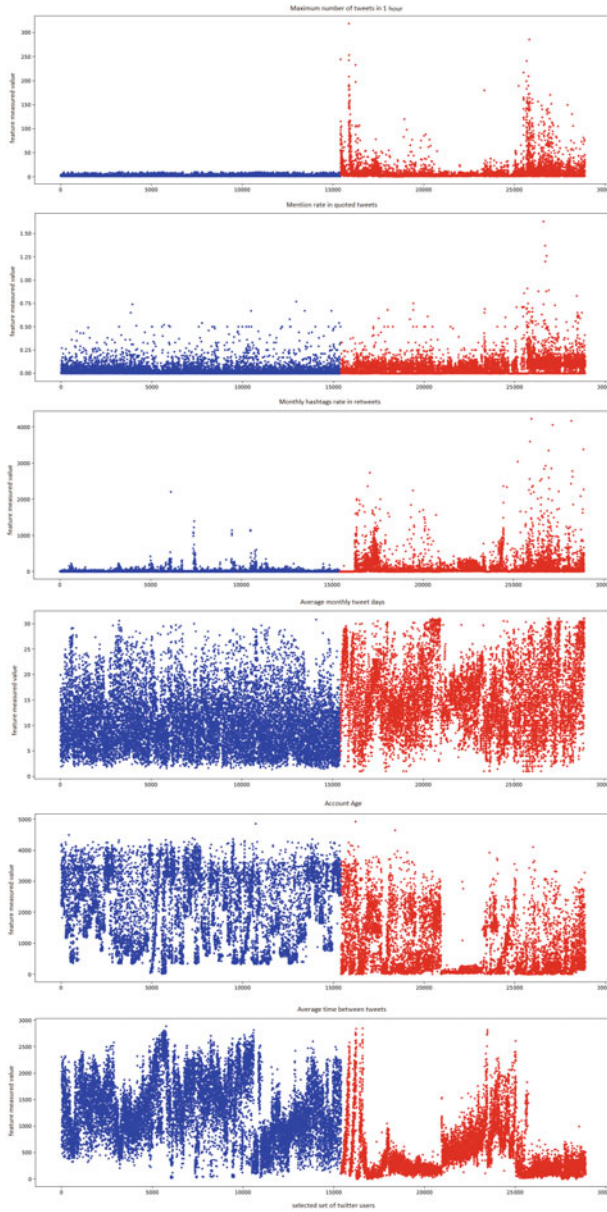 Maximum number of tweets in 1 hour
feature measured value
300
250
200
150
100
50
0
0 5000 10000 15000 20000 25000 3000
Mention rate in quoted tweets
feature measured value
1.50
1.25
1.00
0.75
0.50
0.25
0.00
0 5000 10000 15000 20000 25000 3000
Monthly hashtags rate in retweets
feature measured value
4000
3000
2000
1000
0
0 5000 10000 15000 20000 25000 3000
Average monthly tweet days
feature measured value
30
25
20
15
10
5
0
0 5000 10000 15000 20000 25000 3000
Account Age
feature measured value
5000
4000
3000
2000
1000
0
0 5000 10000 15000 20000 25000 3000
Average time between tweets
feature measured value
3000
2500
2000
1500
1000
500
0
0 5000 10000 15000 20000 25000 3000
selected set of twitter users